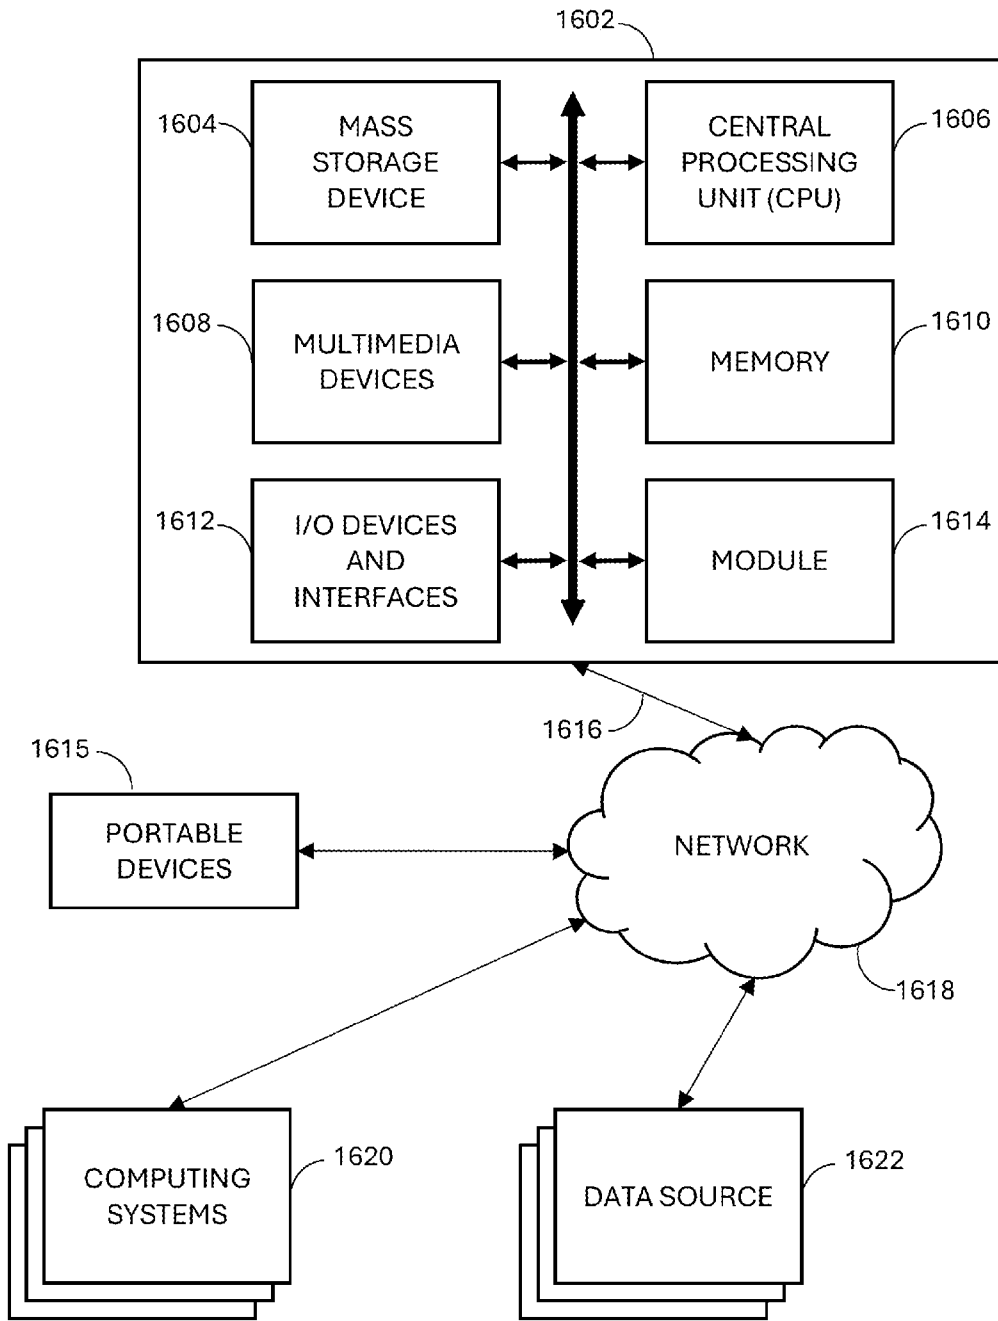 1602
1604
MASS
STORAGE
DEVICE
CENTRAL
PROCESSING
UNIT (CPU)
1606
1608
MULTIMEDIA
DEVICES
MEMORY
1610
1612
I/O DEVICES
AND
INTERFACES
MODULE
1614
1616
1615
PORTABLE
DEVICES
NETWORK
1618
COMPUTING
SYSTEMS
1620
DATA SOURCE
1622